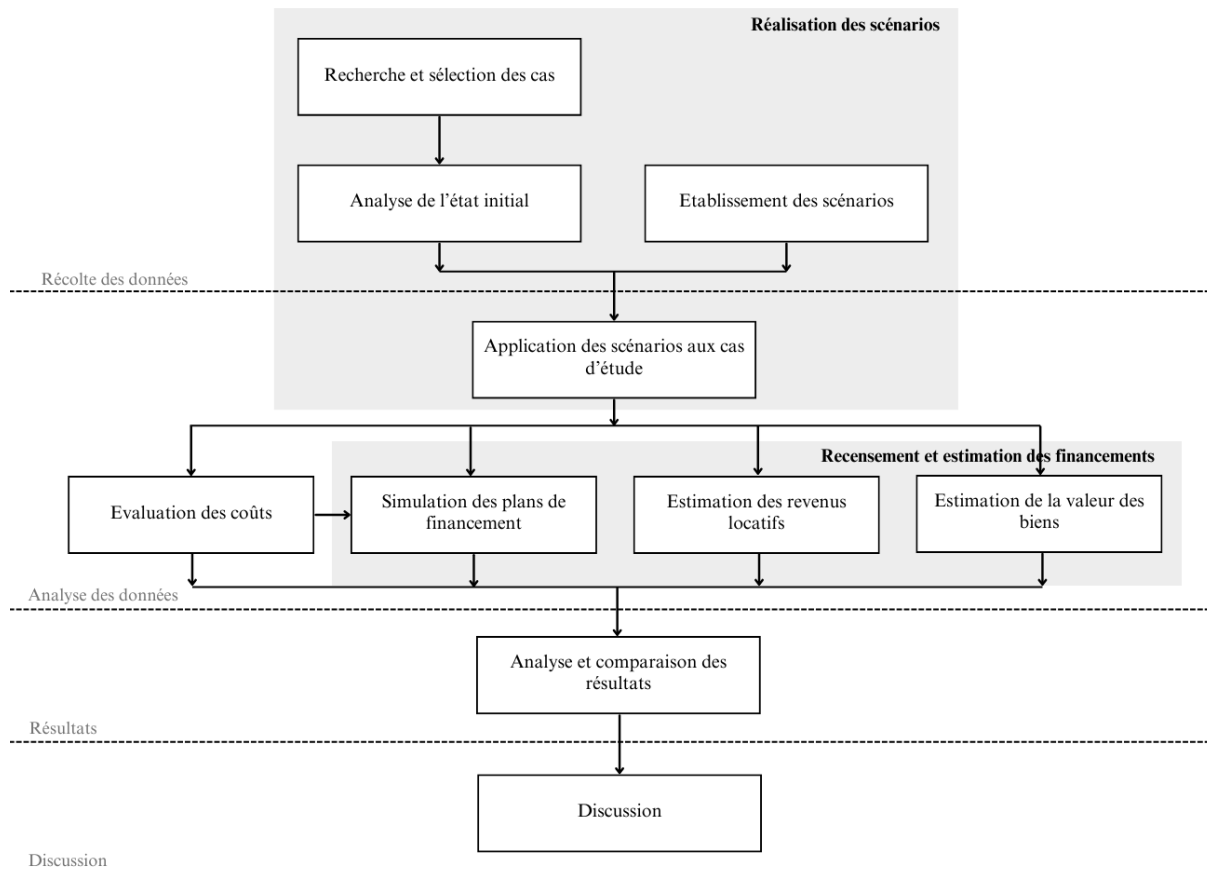 Réalisation des scénarios
Recherche et sélection des cas
Analyse de l'état initial
Etablissement des scénarios
Récolte des données
Application des scénarios aux cas
d'étude
Recensement et estimation des financements
Evaluation des coûts
Simulation des plans de
financement
Estimation des revenus
locatifs
Estimation de la valeur des
biens
Analyse des données
Analyse et comparaison des
résultats
Résultats
Discussion
Discussion